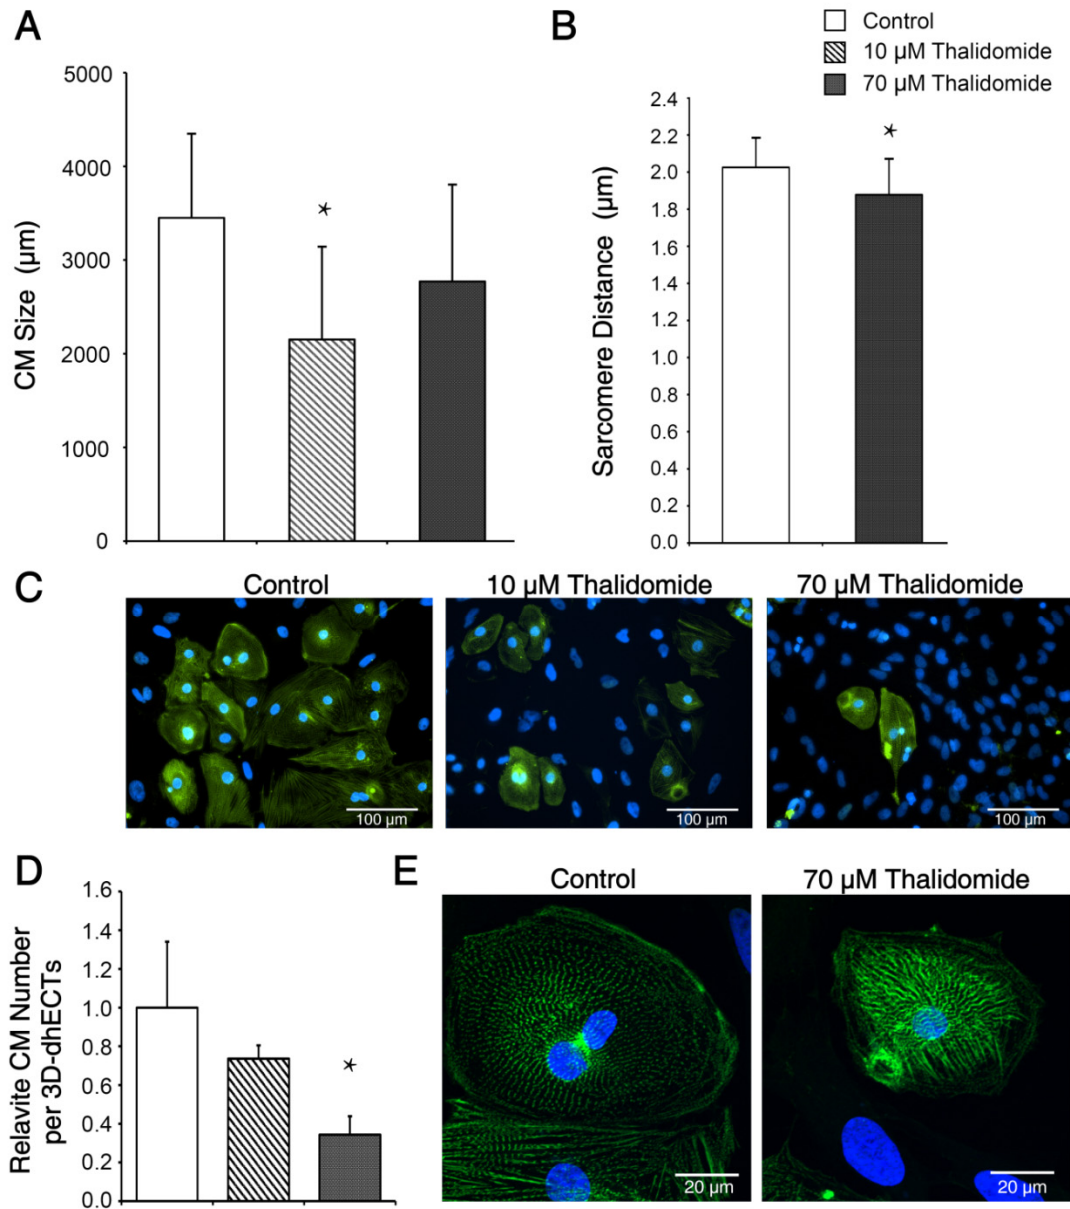 A
CM Size (µm)
5000
4000
3000
2000
1000
0
*
B
Control
10 µM Thalidomide
70 µM Thalidomide
Sarcomere Distance (µm)
2.4
2.2
2.0
1.8
1.6
1.4
1.2
1.0
0.8
0.6
0.4
0.2
0.0
*
C
Control
10 µM Thalidomide
70 µM Thalidomide
100 µm
100 µm
100 µm
D
Relavite CM Number
per 3D-dhECTs
1.6
1.4
1.2
1.0
0.8
0.6
0.4
0.2
0.0
*
E
Control
70 µM Thalidomide
20 µm
20 µm